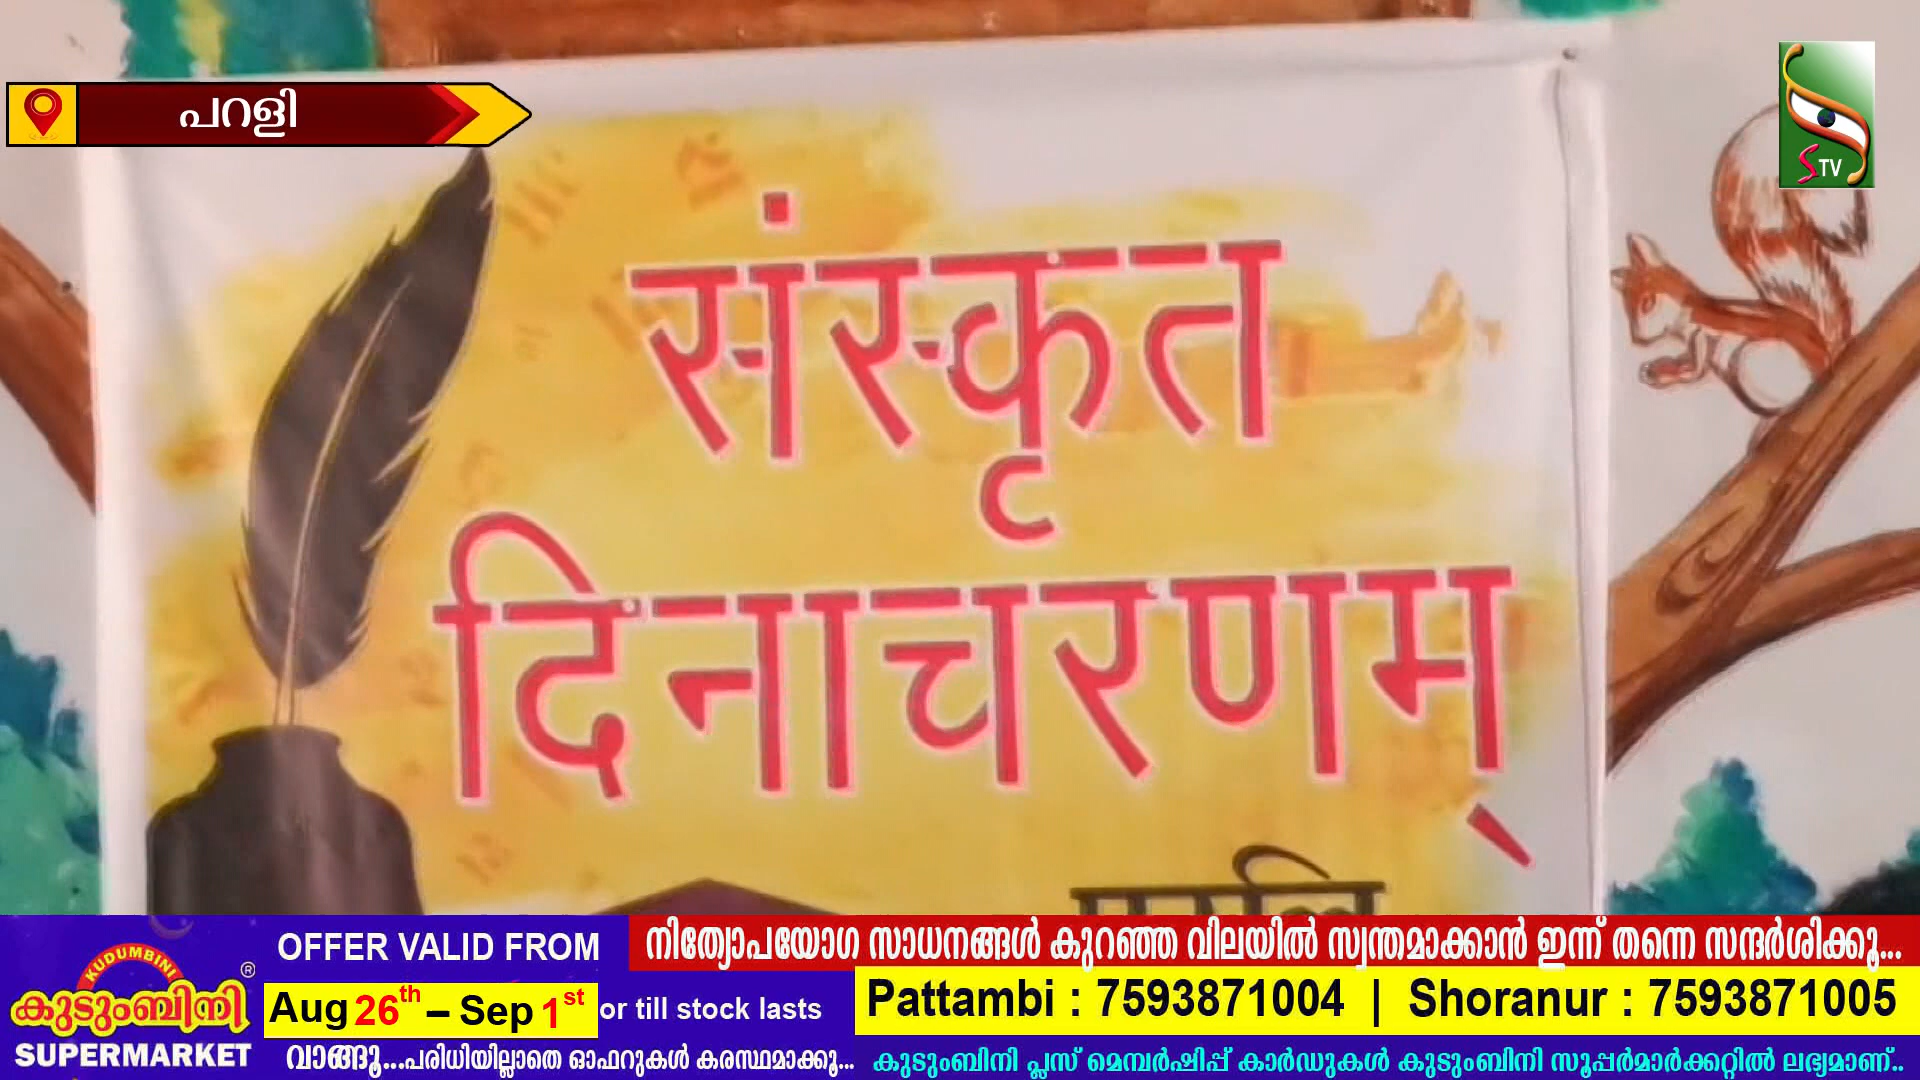 പറളി
S TV
संस्कृत
दिनाचरणम्
OFFER VALID FROM
നിത്യോപയോഗ സാധനങ്ങൾ കുറഞ്ഞ വിലയിൽ സ്വന്തമാക്കാൻ ഇന്ന് തന്നെ സന്ദർശിക്കൂ...
KUDUMBINI ®
കുടുംബിനി
SUPERMARKET
Aug 26th – Sep 1st or till stock lasts
Pattambi : 7593871004 | Shoranur : 7593871005
വാങ്ങൂ...പരിധിയില്ലാതെ ഓഫറുകൾ കരസ്ഥമാക്കൂ...
കുടുംബിനി പ്ലസ് മെമ്പർഷിപ്പ് കാർഡുകൾ കുടുംബിനി സൂപ്പർമാർക്കറ്റിൽ ലഭ്യമാണ്..